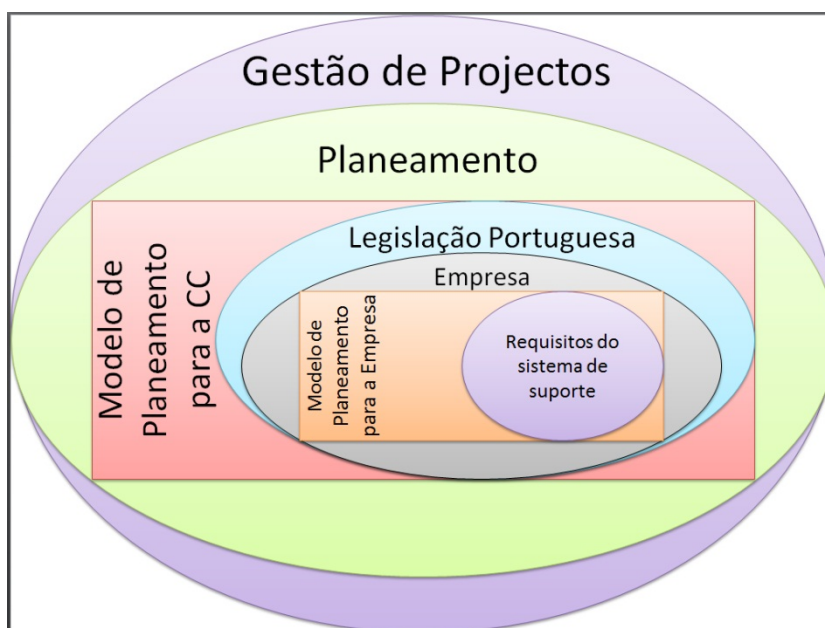 Gestão de Projectos
Planeamento
Modelo de
Planeamento
para a CC
Legislação Portuguesa
Empresa
Modelo de
Planeamento
para a Empresa
Requisitos do
sistema de
suporte